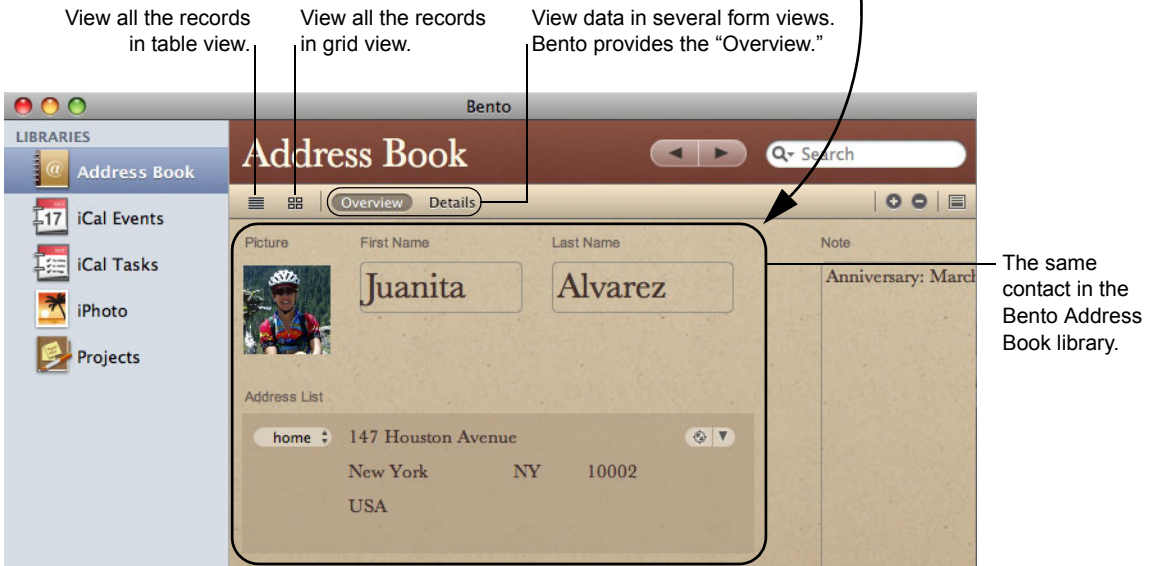 View all the records
in table view.
View all the records
in grid view.
View data in several form views.
Bento provides the “Overview.”
Bento
LIBRARIES
Address Book
iCal Events
iCal Tasks
iPhoto
Projects
Address Book
Search
Overview Details
Picture First Name Last Name Note
Juanita Alvarez Anniversary: March
Address List
home 147 Houston Avenue
New York NY 10002
USA
The same
contact in the
Bento Address
Book library.
@
17